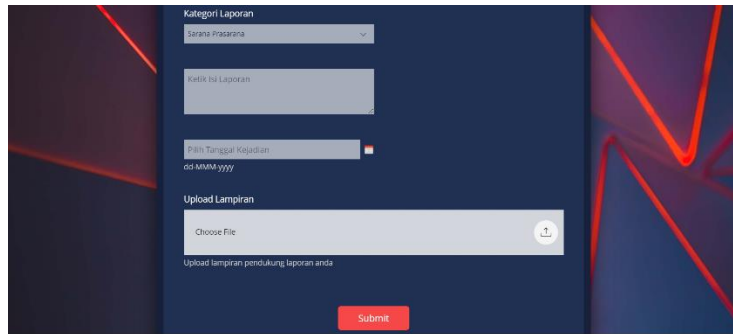 Kategori Laporan
Sarana Prasarana
Ketik Isi Laporan
Pilih Tanggal Kejadian
dd-MMM-yyyy
Upload Lampiran
Choose File
Upload lampiran pendukung laporan anda
Submit